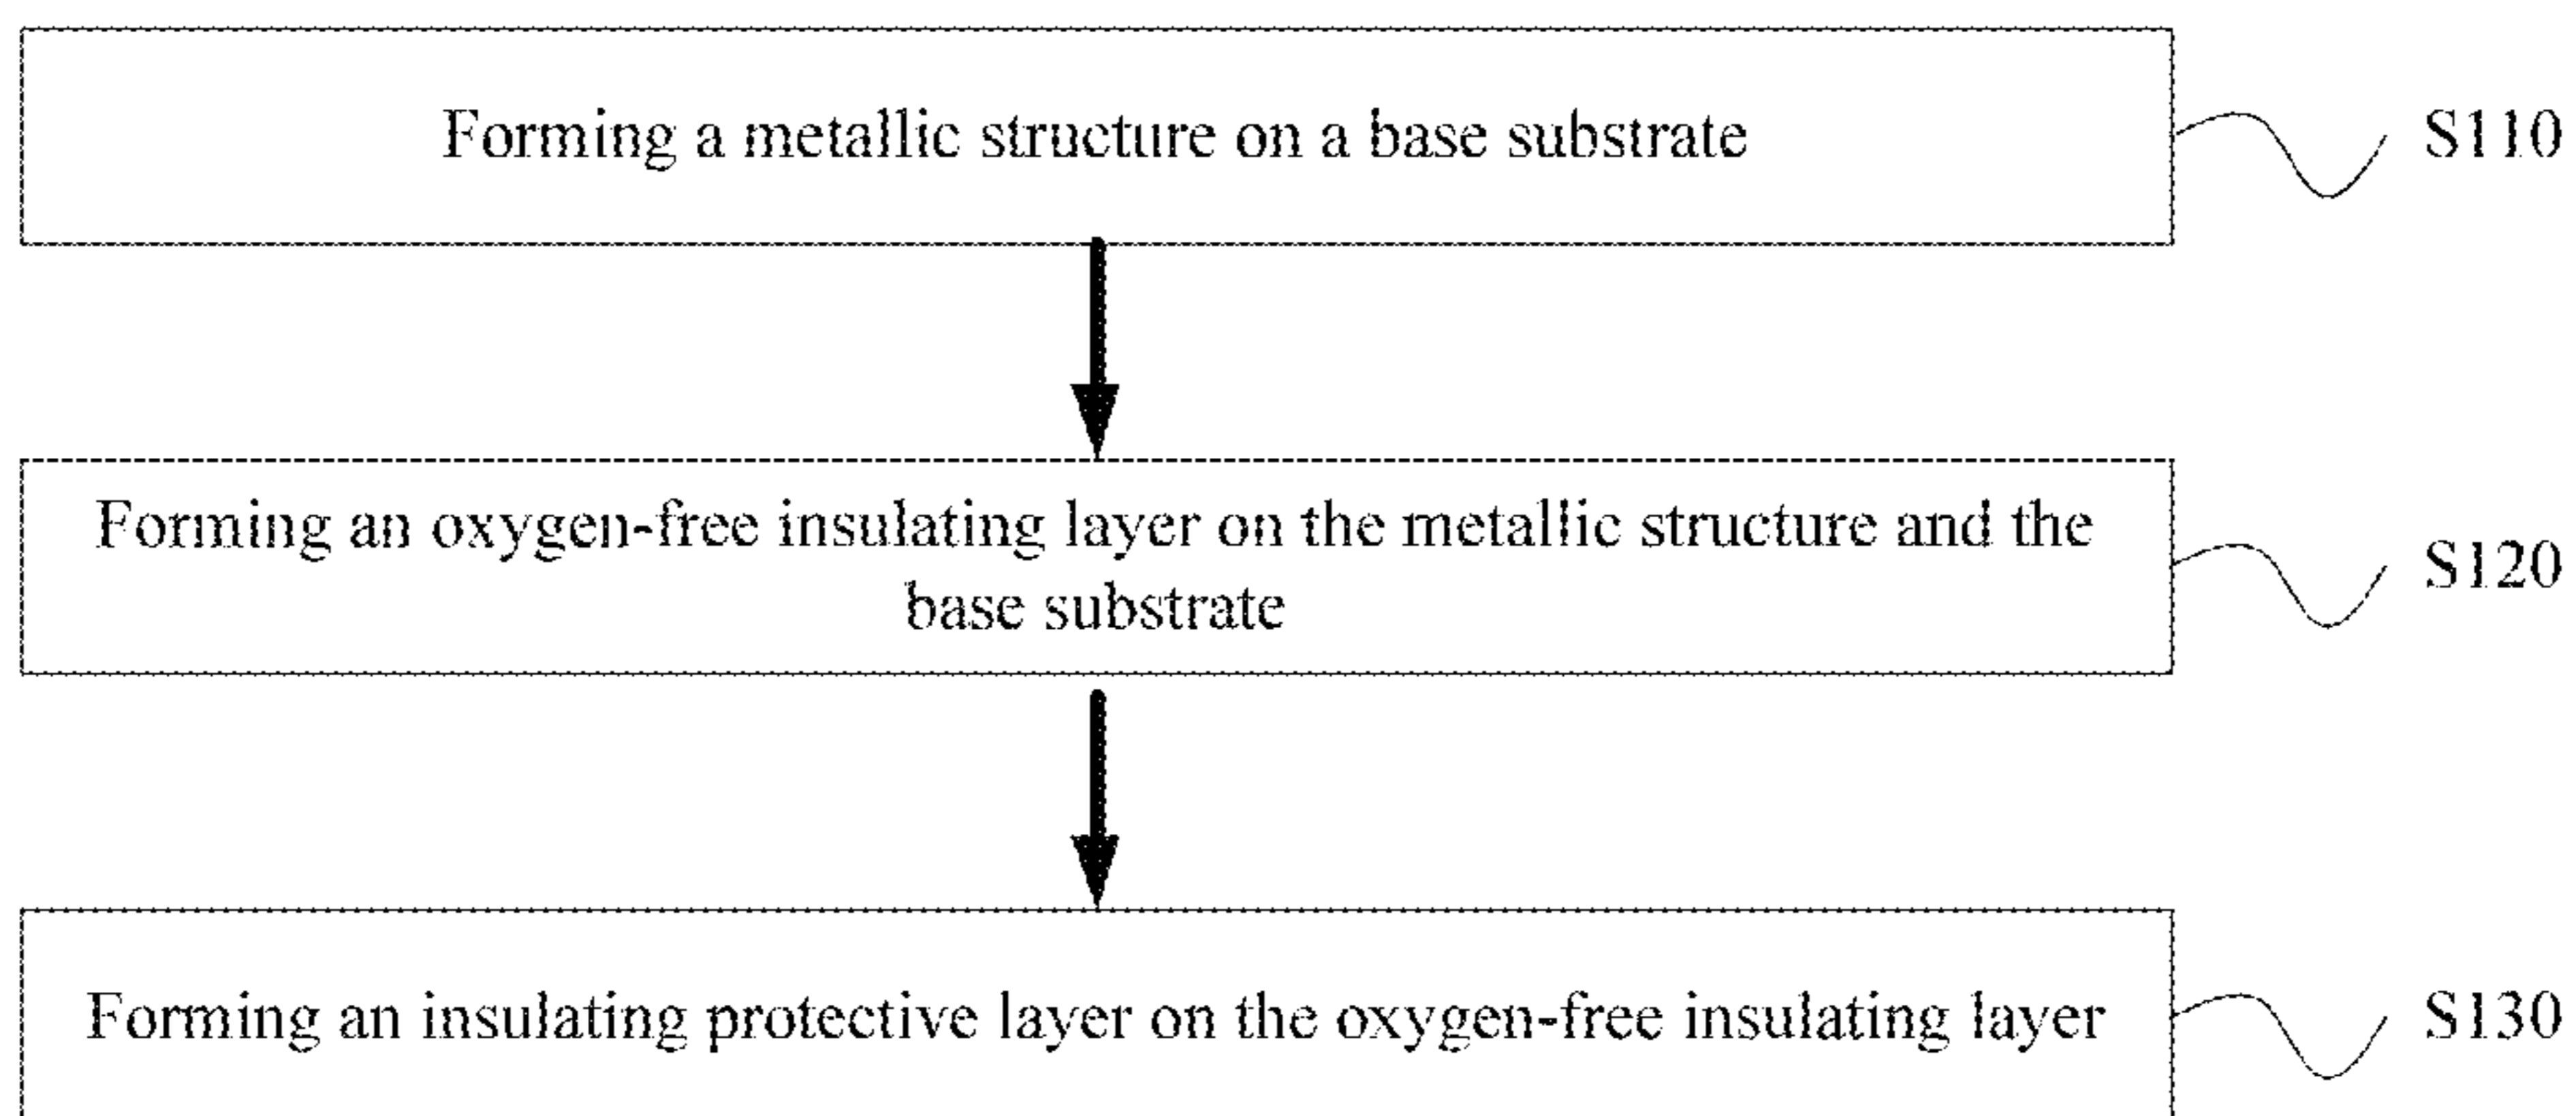 Forming a metallic structure on a base substrate
S110
Forming an oxygen-free insulating layer on the metallic structure and the
base substrate
S120
Forming an insulating protective layer on the oxygen-free insulating layer
S130